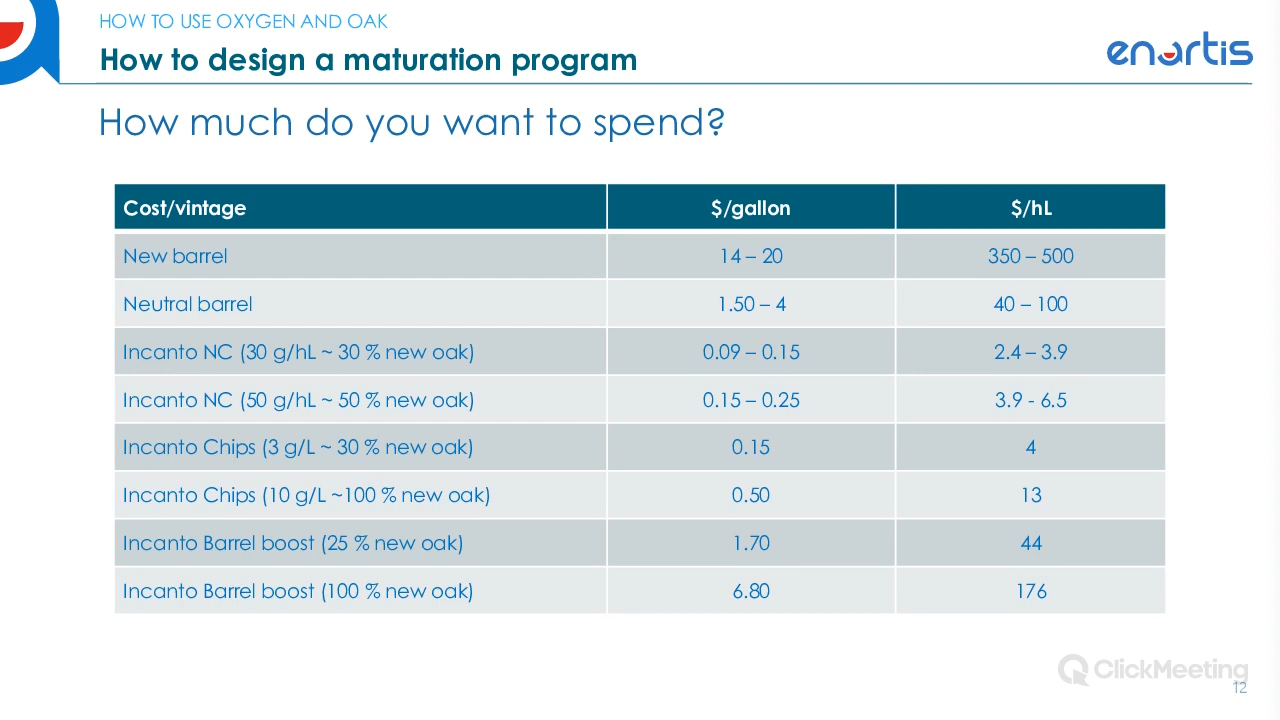 HOW TO USE OXYGEN AND OAK
How to design a maturation program
enartis
How much do you want to spend?
Cost/vintage $/gallon $/hL
New barrel 14 – 20 350 – 500
Neutral barrel 1.50 – 4 40 – 100
Incanto NC (30 g/hL ~ 30 % new oak) 0.09 – 0.15 2.4 – 3.9
Incanto NC (50 g/hL ~ 50 % new oak) 0.15 – 0.25 3.9 - 6.5
Incanto Chips (3 g/L ~ 30 % new oak) 0.15 4
Incanto Chips (10 g/L ~100 % new oak) 0.50 13
Incanto Barrel boost (25 % new oak) 1.70 44
Incanto Barrel boost (100 % new oak) 6.80 176
ClickMeeting
12